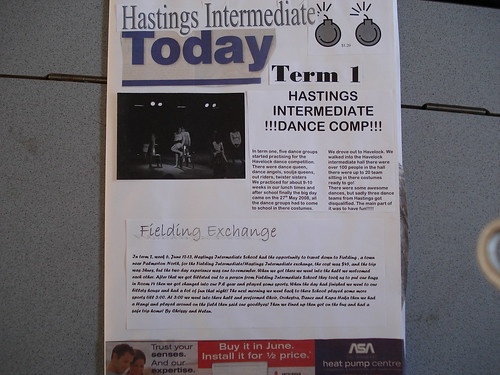 Hastings Intermediate
Today
Term 1
HASTINGS
INTERMEDIATE
!!!DANCE COMP!!!
In term one, five dance groups
started practising for the
Havelock dance competition.
There were dance queen,
dance angels, soulja queens,
out riders, twister sisters
We practiced for about 9-10
weeks in our lunch times and
after school finally the big day
came on the 27th May 2009, all
the dance groups had to come
to school in there costumes.
We drove out to Havelock. We
walked into the Havelock
intermediate hall there were
over 100 people in the hall
there were up to 20 team
sitting in there costumes
ready to go!
There were some awesome
dances, but sadly three dance
teams from Hastings got
disqualified. The main part of
it was to have fun!!!!!
Fielding Exchange
In term 2, week 6, June 12-13, Hastings Intermediate School had the opportunity to travel down to Fielding, a town
near Palmerston North, for the Fielding Intermediate/Hastings Intermediate exchange, the cost was $40, and the trip
was 3hrs, but the two day experience was one to remember. When we got there we went into the hall we welcomed
each other. After that we got billeted out to a person from Fielding Intermediate School they took us to put our bags
in Room 14 then we got changed into our P.E gear and played some sports. When the day had finished we went to our
billets house and had a lot of fun that night! The next morning we went back to there School played some more
sports till 2:00. At 2:00 we went into there hall and preformed Choir, Orchestra, Dance and Kapa Haka then we had
a Hangi and played around on the field then said our goodbyes! Then we lined up then got on the bus and had a
safe trip home! By Chrissy and Helen.
Trust your
senses.
And our
expertise.
Buy it in June.
Install it for ½ price.
ASA
heat pump centre